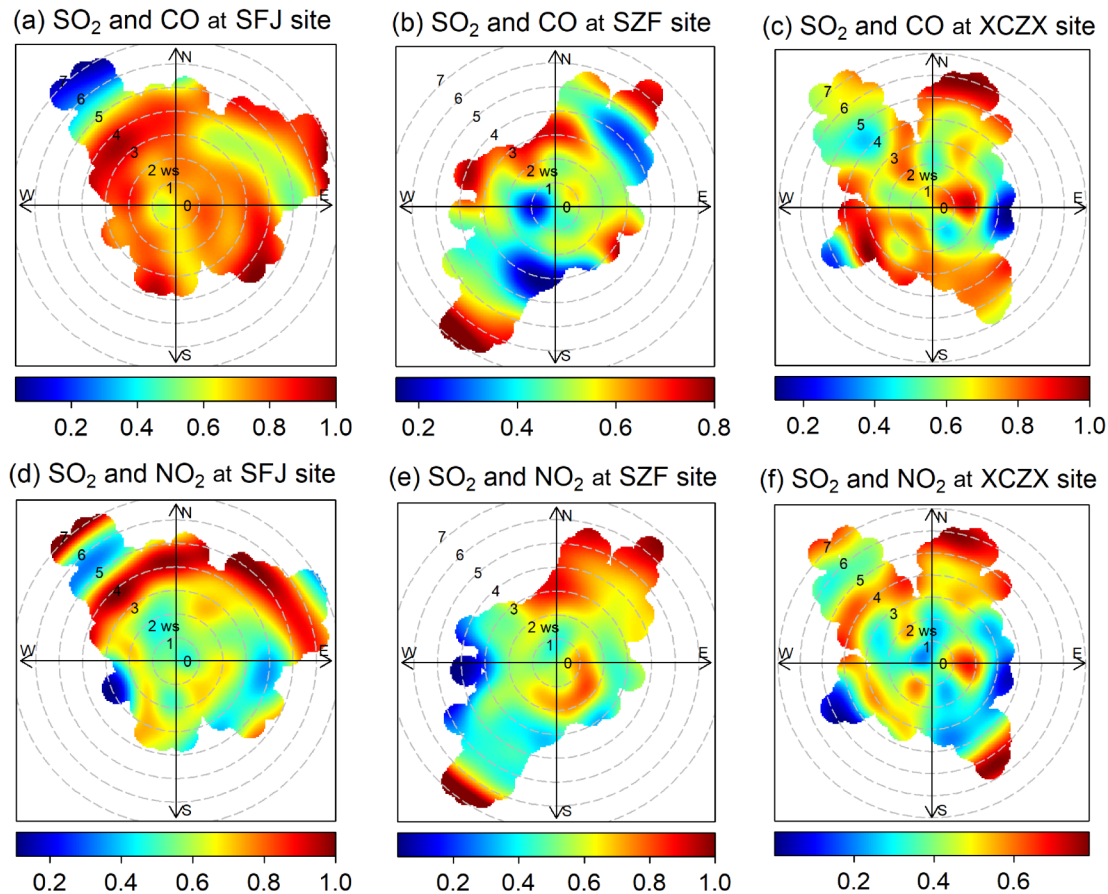 (a) SO₂ and CO at SFJ site
N
7
6
5
4
3
2 ws
1
0
W
E
S
0.2 0.4 0.6 0.8 1.0
(b) SO₂ and CO at SZF site
N
7
6
5
4
3
2 ws
1
0
W
E
S
0.2 0.4 0.6 0.8
(c) SO₂ and CO at XCZX site
N
7
6
5
4
3
2 ws
1
0
W
E
S
0.2 0.4 0.6 0.8 1.0
(d) SO₂ and NO₂ at SFJ site
N
7
6
5
4
3
2 ws
1
0
W
E
S
0.2 0.4 0.6 0.8 1.0
(e) SO₂ and NO₂ at SZF site
N
7
6
5
4
3
2 ws
1
0
W
E
S
0.2 0.4 0.6 0.8 1.0
(f) SO₂ and NO₂ at XCZX site
N
7
6
5
4
3
2 ws
1
0
W
E
S
0.2 0.4 0.6